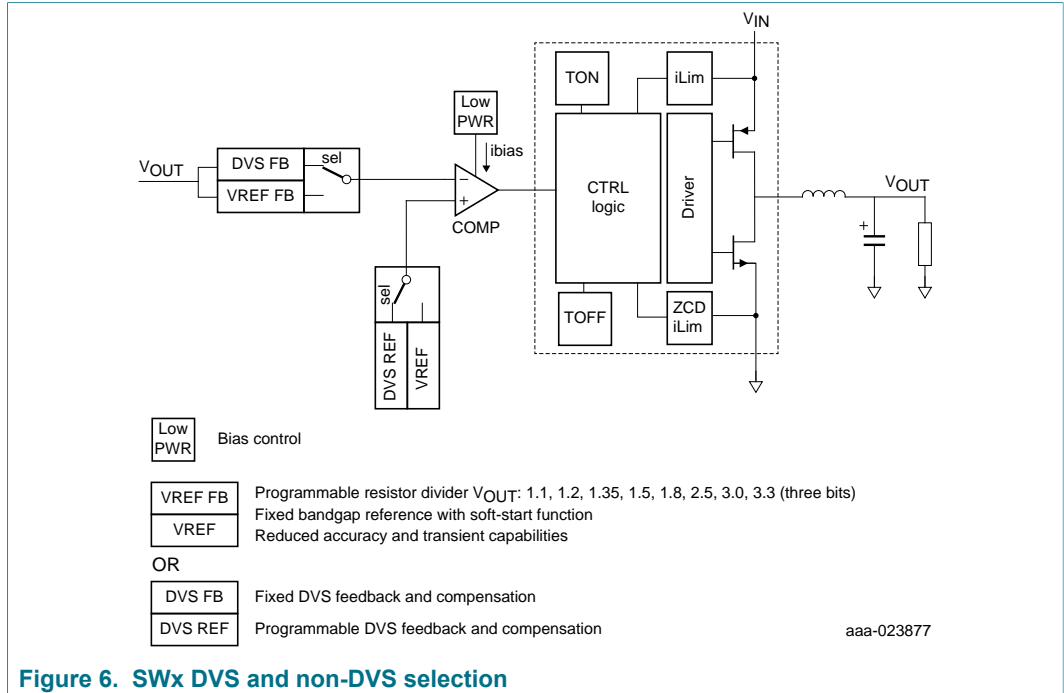 VIN
TON
iLim
Low
PWR
ibias
VOUT
DVS FB
VREF FB
sel
−
+
COMP
CTRL
logic
Driver
VOUT
+
sel
DVS REF
VREF
TOFF
ZCD
iLim
Low
PWR
Bias control
VREF FB
Programmable resistor divider VOUT: 1.1, 1.2, 1.35, 1.5, 1.8, 2.5, 3.0, 3.3 (three bits)
Fixed bandgap reference with soft-start function
VREF
Reduced accuracy and transient capabilities
OR
DVS FB
Fixed DVS feedback and compensation
DVS REF
Programmable DVS feedback and compensation
aaa-023877
Figure 6. SWx DVS and non-DVS selection